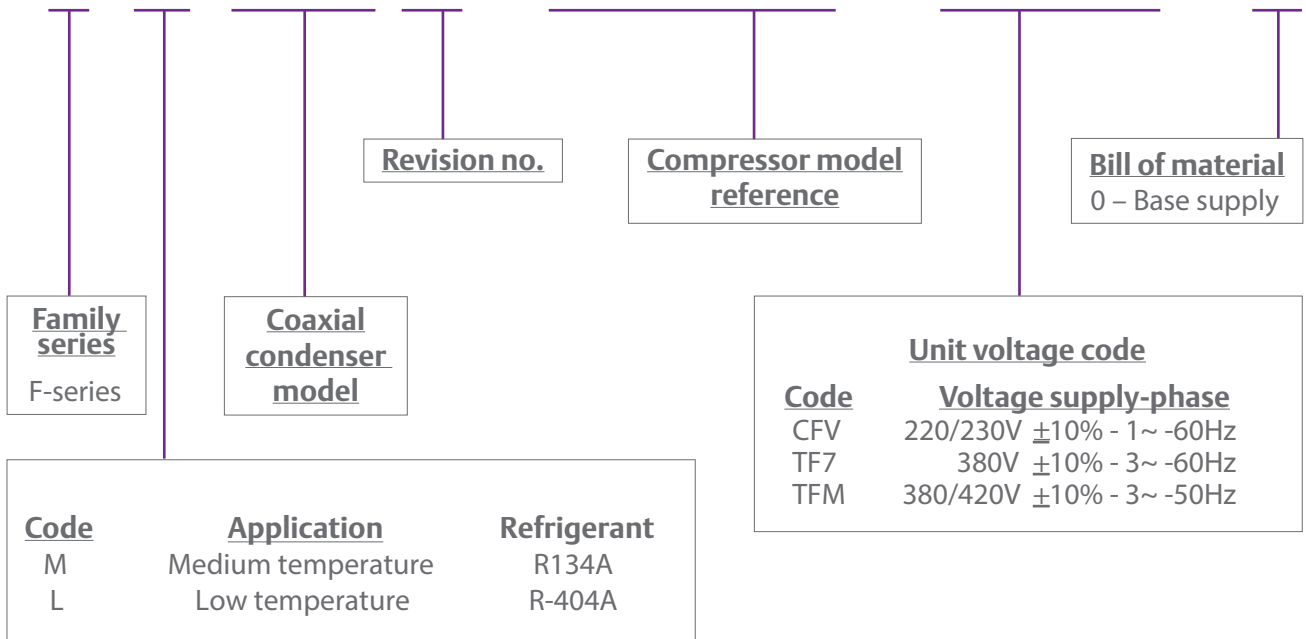 Revision no.
Compressor model
reference
Bill of material
0 – Base supply
Family
series
F-series
Coaxial
condenser
model
Unit voltage code
Code Voltage supply-phase
CFV 220/230V ±10% - 1~ -60Hz
TF7 380V ±10% - 3~ -60Hz
TFM 380/420V ±10% - 3~ -50Hz
Code Application Refrigerant
M Medium temperature R134A
L Low temperature R-404A